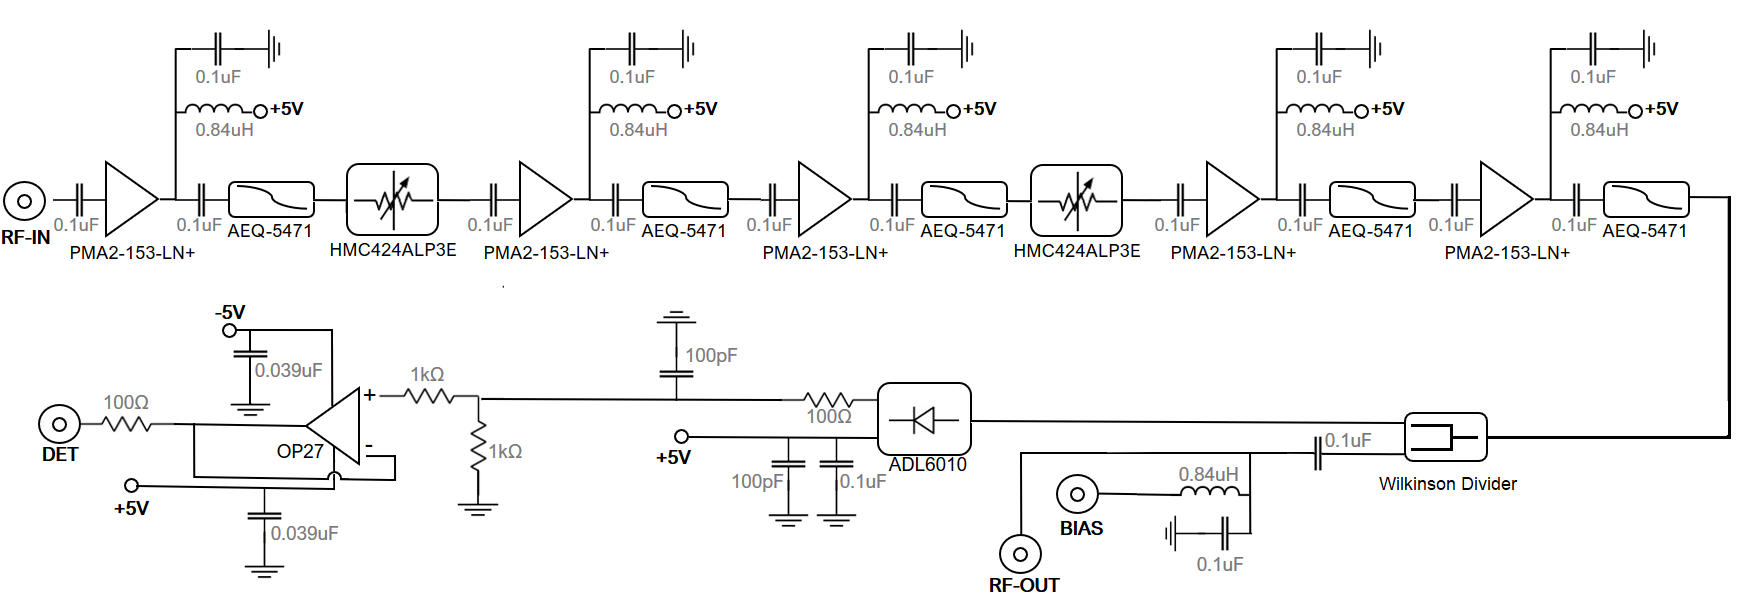 0.1uF 0.1uF 0.1uF 0.1uF 0.1uF
+5V +5V +5V +5V +5V
0.84uH 0.84uH 0.84uH 0.84uH 0.84uH
RF-IN 0.1uF 0.1uF AEQ-5471 0.1uF 0.1uF AEQ-5471 0.1uF 0.1uF AEQ-5471 0.1uF 0.1uF AEQ-5471 0.1uF 0.1uF AEQ-5471
PMA2-153-LN+ HMC424ALP3E PMA2-153-LN+ PMA2-153-LN+ HMC424ALP3E PMA2-153-LN+ PMA2-153-LN+
-5V
100pF
0.039uF 1kΩ
+
100Ω 100Ω
-
0.1uF
DET OP27 1kΩ +5V ADL6010
0.84uH
100pF 0.1uF Wilkinson Divider
+5V
BIAS
0.039uF
0.1uF
RF-OUT